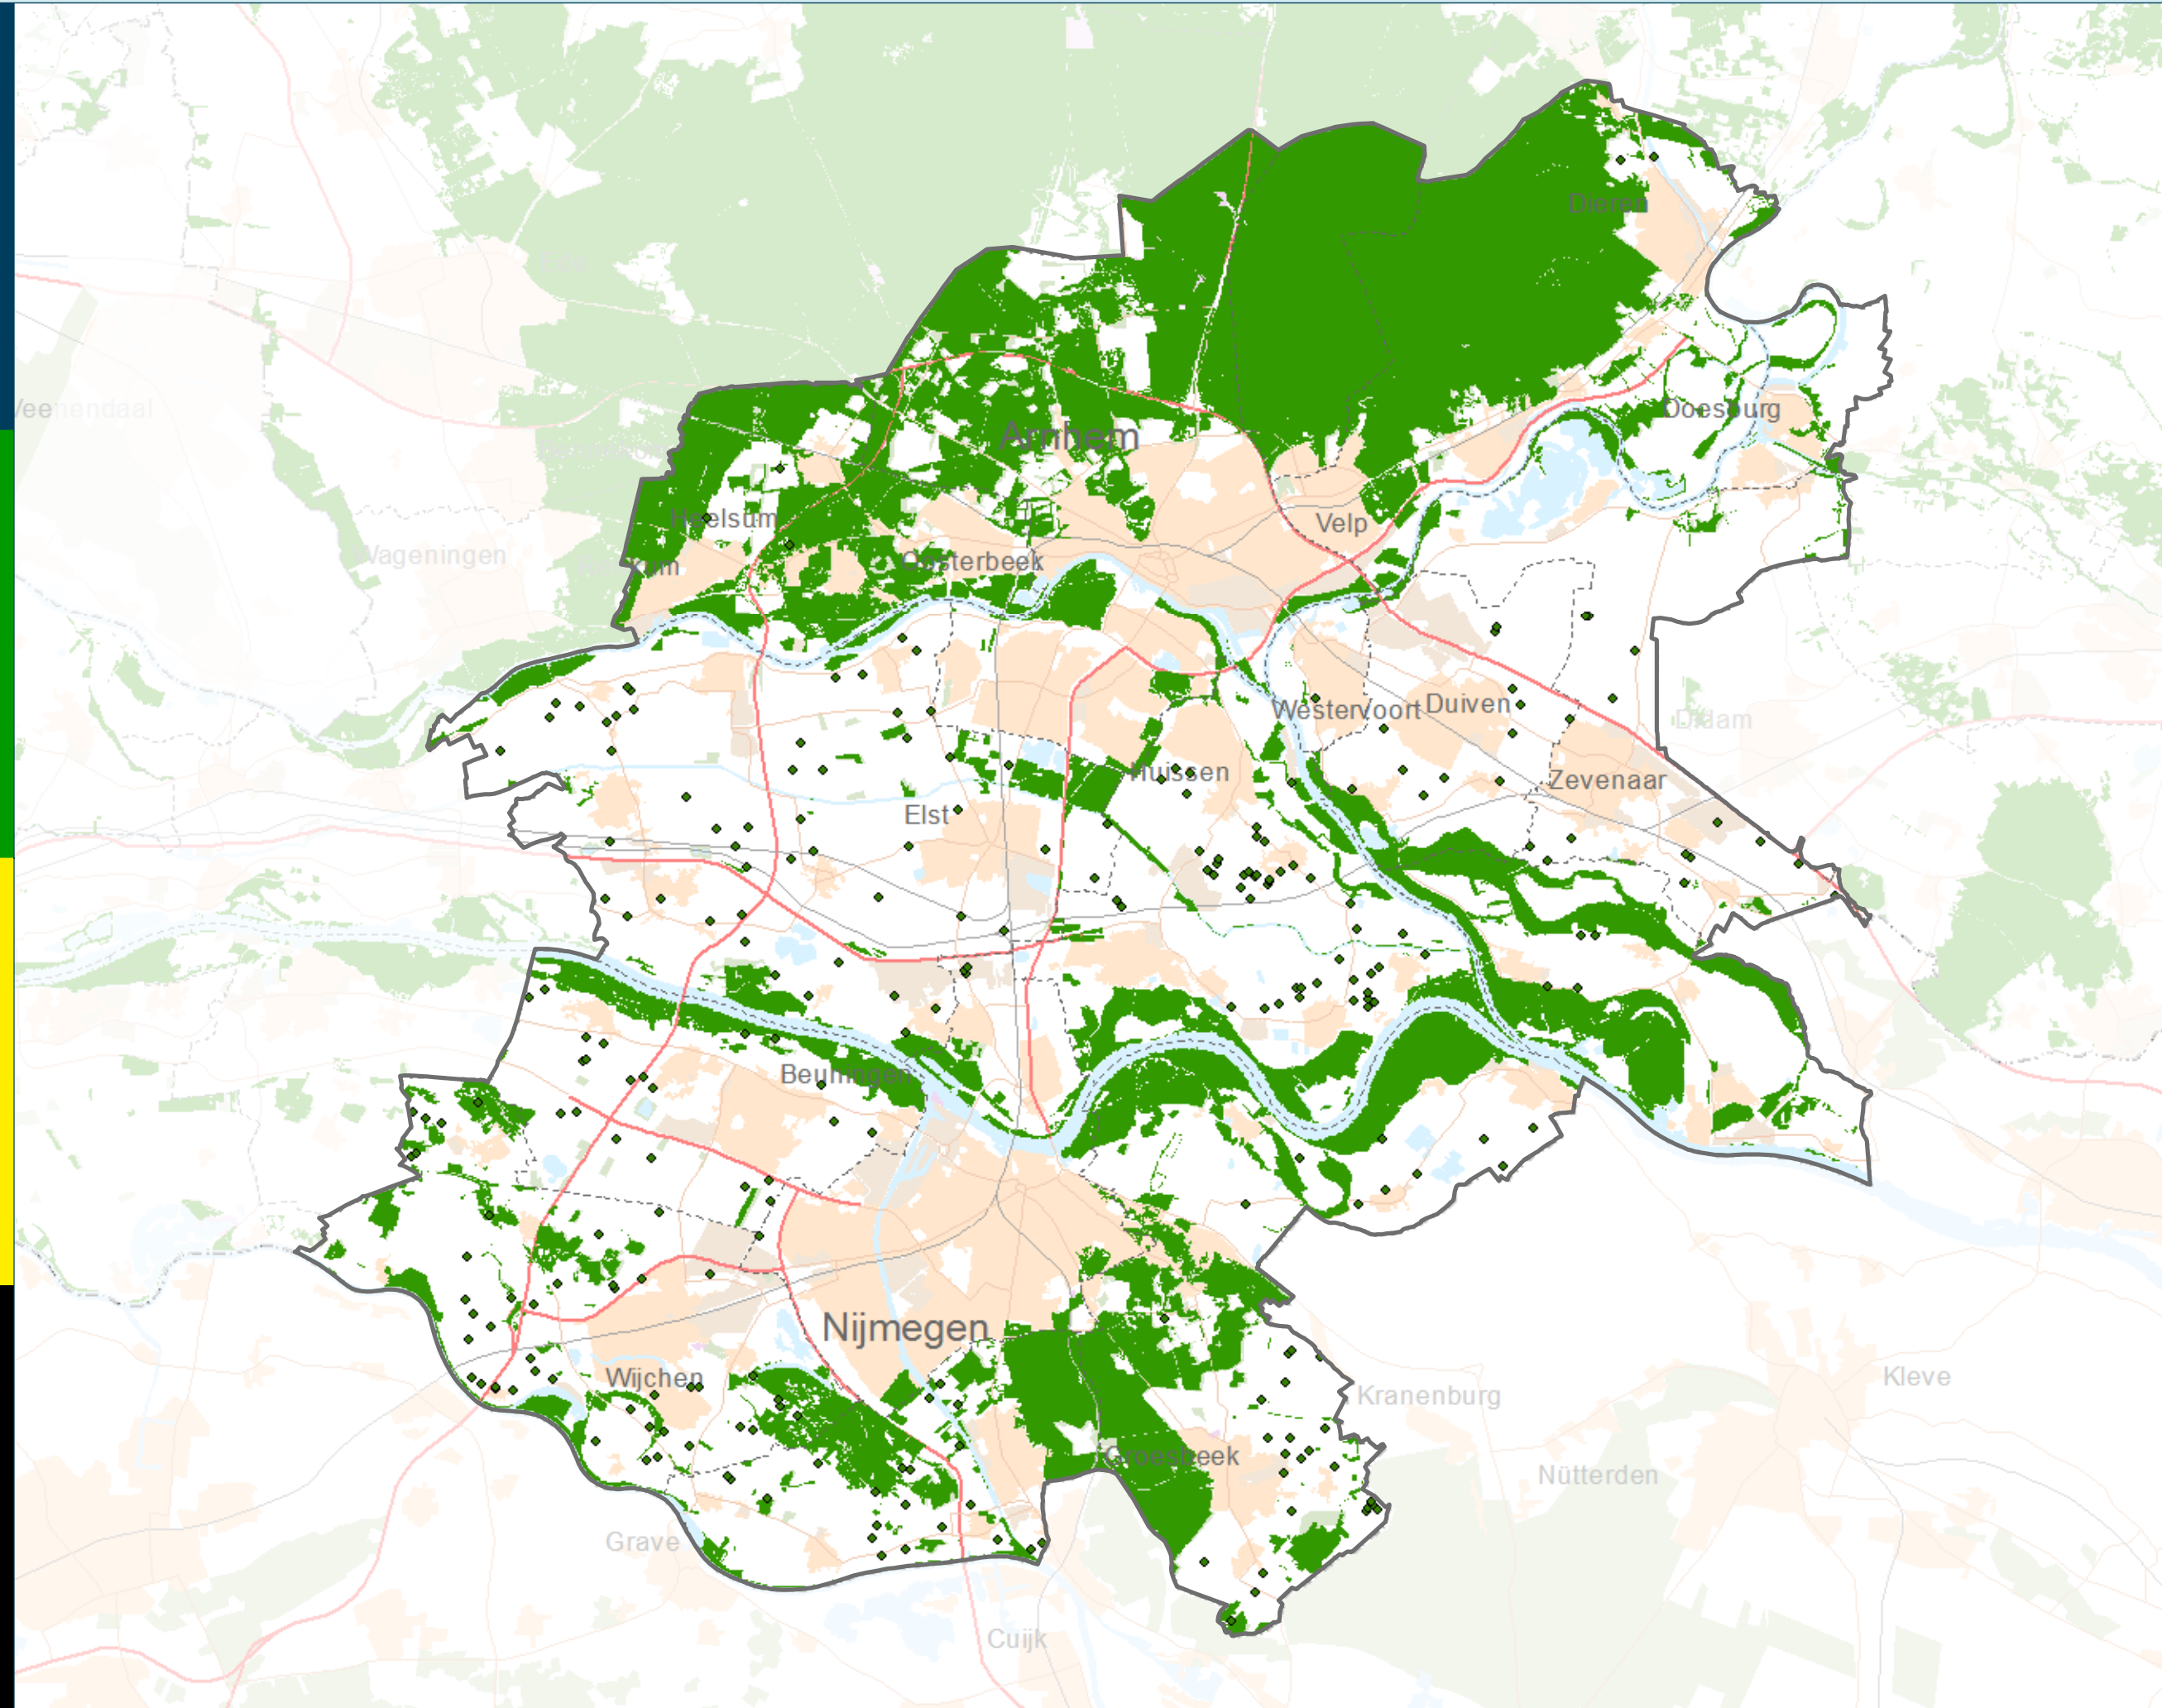 Dieren
Ede
Veenendaal
Doesburg
Arnhem
Heelsum
Velp
Wageningen
Oosterbeek
Westervoort
Duiven
Didam
Huissen
Zevenaar
Elst
Beuningen
Nijmegen
Wijchen
Kranenburg
Kleve
Groesbeek
Nütterden
Grave
Cuijk